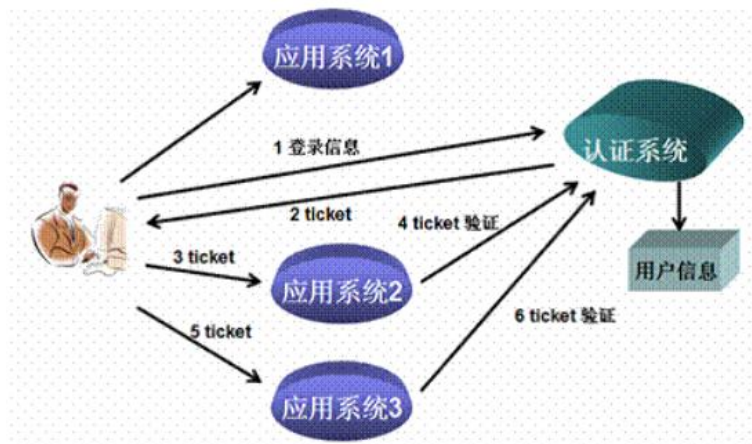 应用系统1
1 登录信息
认证系统
2 ticket
4 ticket 验证
3 ticket
应用系统2
用户信息
5 ticket
6 ticket 验证
应用系统3